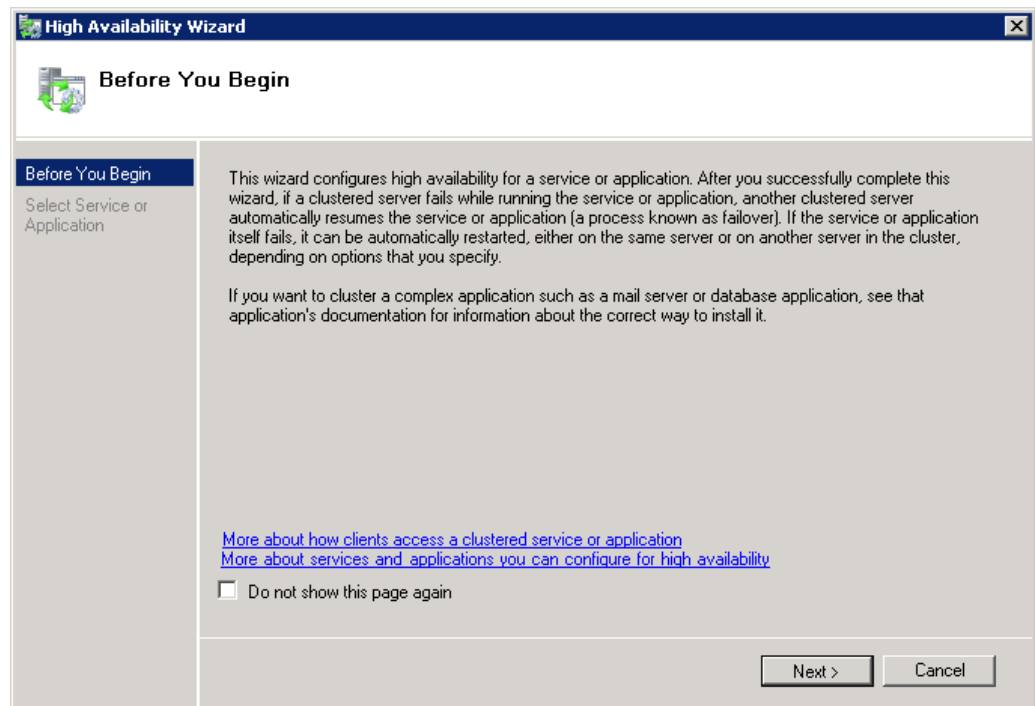 High Availability Wizard
Before You Begin
Before You Begin
Select Service or
Application
This wizard configures high availability for a service or application. After you successfully complete this
wizard, if a clustered server fails while running the service or application, another clustered server
automatically resumes the service or application (a process known as failover). If the service or application
itself fails, it can be automatically restarted, either on the same server or on another server in the cluster,
depending on options that you specify.
If you want to cluster a complex application such as a mail server or database application, see that
application's documentation for information about the correct way to install it.
More about how clients access a clustered service or application
More about services and applications you can configure for high availability
Do not show this page again
Next >
Cancel